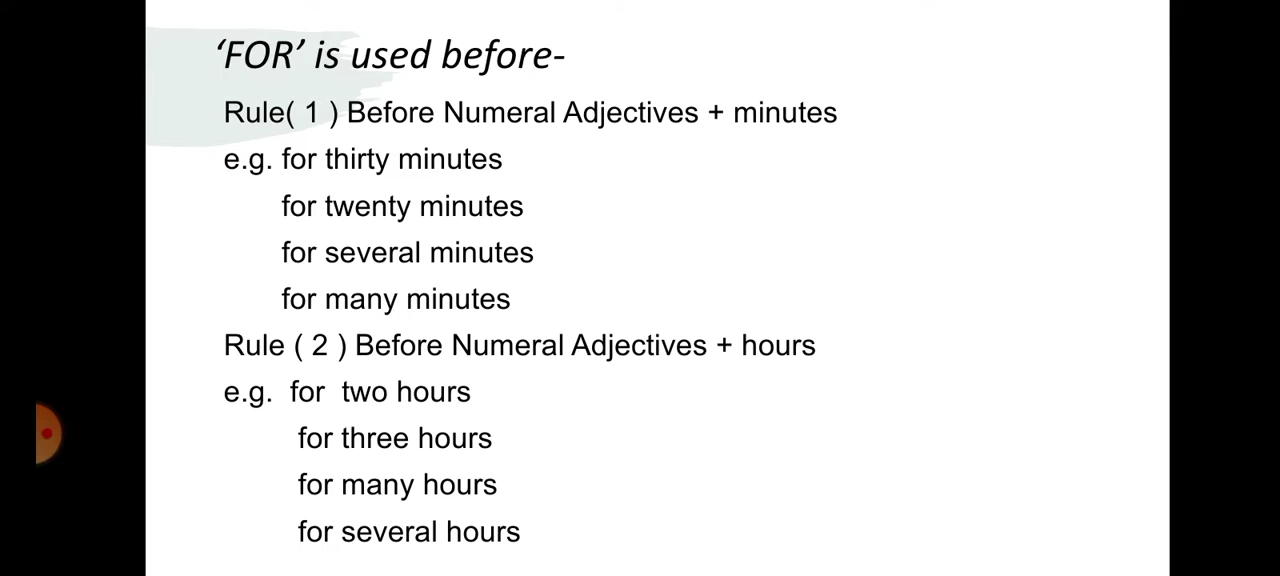 ‘FOR’ is used before-
Rule( 1 ) Before Numeral Adjectives + minutes
e.g. for thirty minutes
for twenty minutes
for several minutes
for many minutes
Rule ( 2 ) Before Numeral Adjectives + hours
e.g.  for  two hours
for three hours
for many hours
for several hours